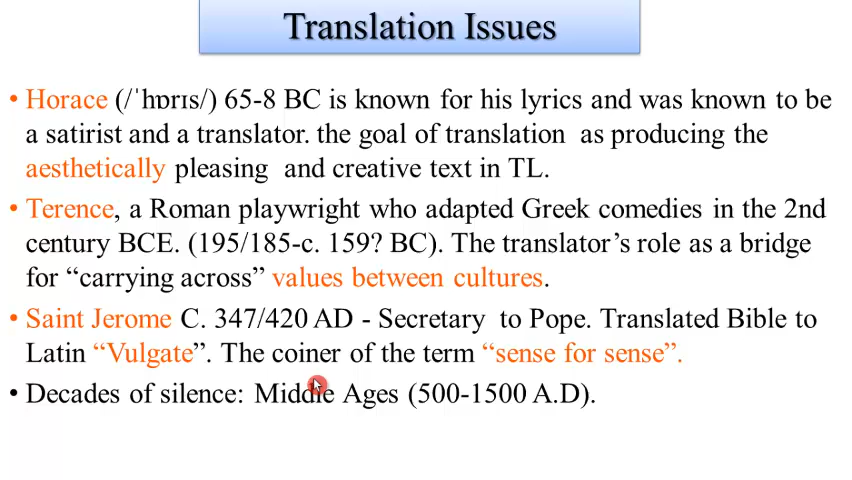 Translation Issues
• Horace (/ˈhɒrɪs/) 65-8 BC is known for his lyrics and was known to be
a satirist and a translator. the goal of translation as producing the
aesthetically pleasing and creative text in TL.
• Terence, a Roman playwright who adapted Greek comedies in the 2nd
century BCE. (195/185-c. 159? BC). The translator’s role as a bridge
for “carrying across” values between cultures.
• Saint Jerome C. 347/420 AD - Secretary to Pope. Translated Bible to
Latin “Vulgate”. The coiner of the term “sense for sense”.
• Decades of silence: Middle Ages (500-1500 A.D).